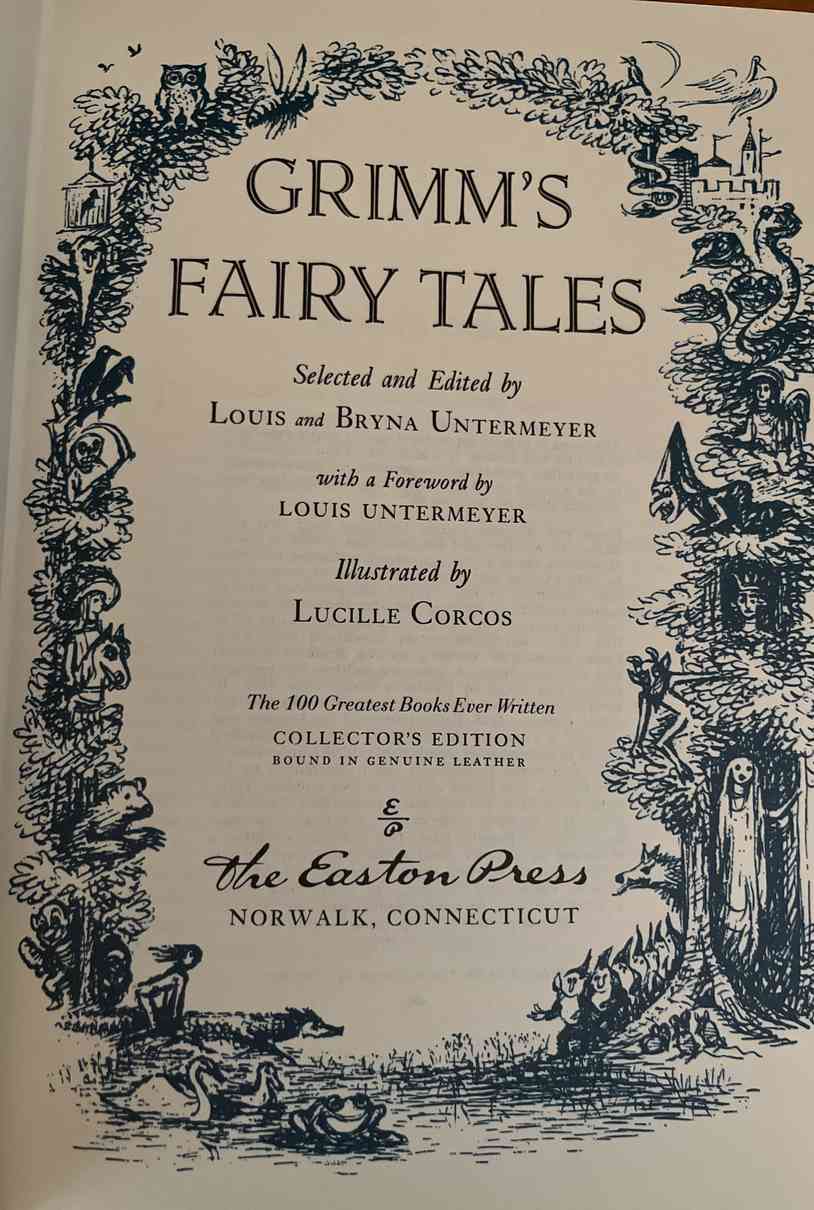 GRIMM'S
FAIRY TALES
Selected and Edited by
LOUIS and BRYNA UNTERMEYER
with a Foreword by
LOUIS UNTERMEYER
Illustrated by
LUCILLE CORCOS
The 100 Greatest Books Ever Written
COLLECTOR'S EDITION
BOUND IN GENUINE LEATHER
E
P
The Easton Press
NORWALK, CONNECTICUT